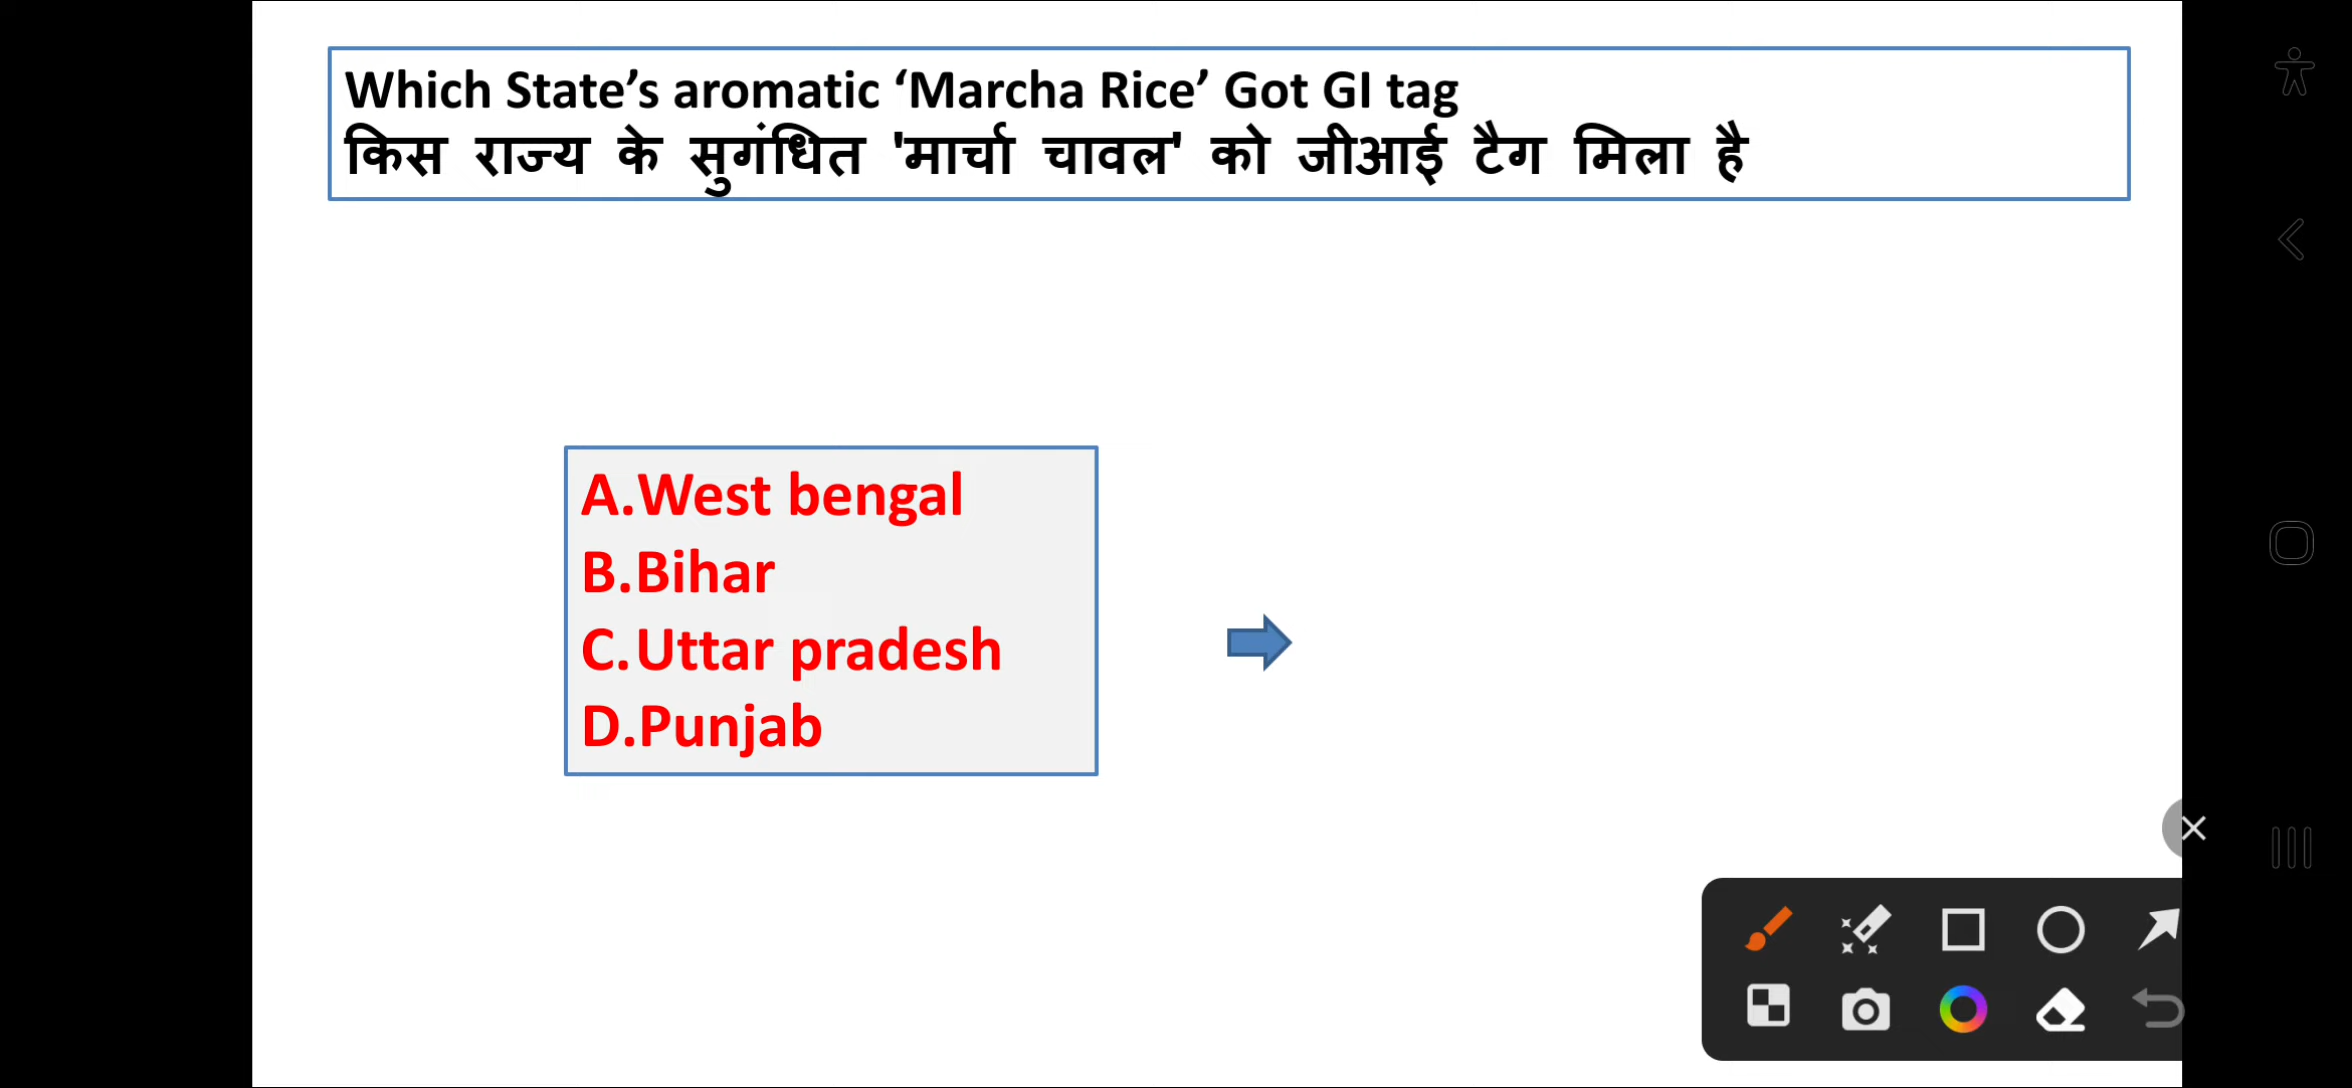 Which State’s aromatic ‘Marcha Rice’ Got GI tag
किस राज्य के सुगंधित 'मार्चा चावल' को जीआई टैग मिला है
A.West bengal
B.Bihar
C.Uttar pradesh
D.Punjab